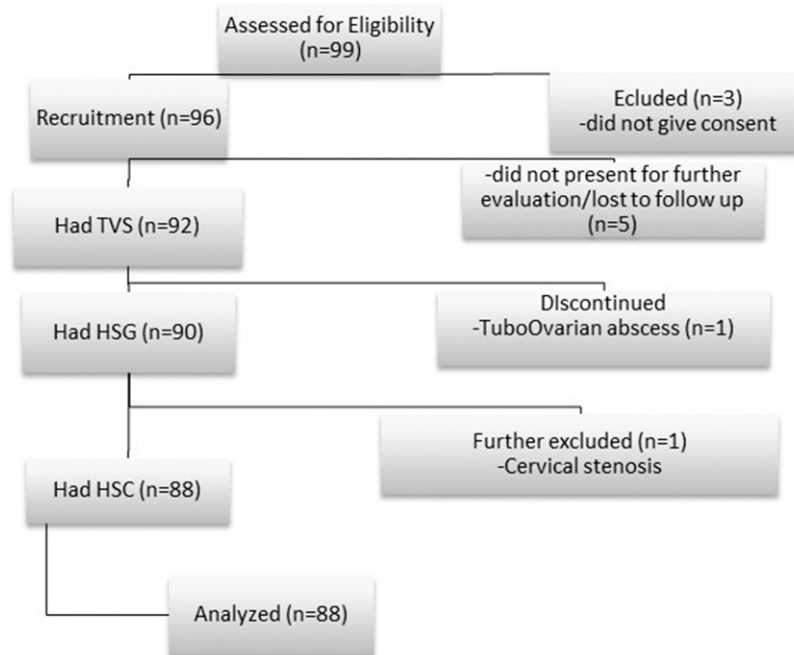 Assessed for Eligibility
(n=99)
Recruitment (n=96)
Ecluded (n=3)
-did not give consent
-did not present for further
evaluation/lost to follow up
(n=5)
Had TVS (n=92)
DIscontinued
-TuboOvarian abscess (n=1)
Had HSG (n=90)
Further excluded (n=1)
-Cervical stenosis
Had HSC (n=88)
Analyzed (n=88)